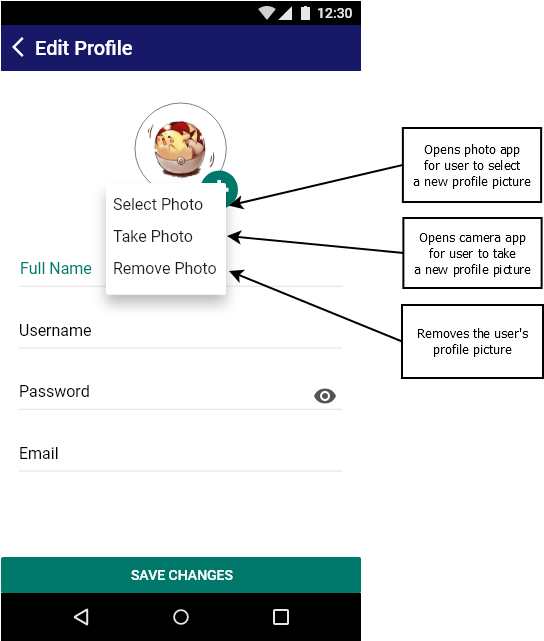 12:30
Edit Profile
Select Photo
Take Photo
Remove Photo
Full Name
Username
Password
Email
SAVE CHANGES
Opens photo app
for user to select
a new profile picture
Opens camera app
for user to take
a new profile picture
Removes the user's
profile picture